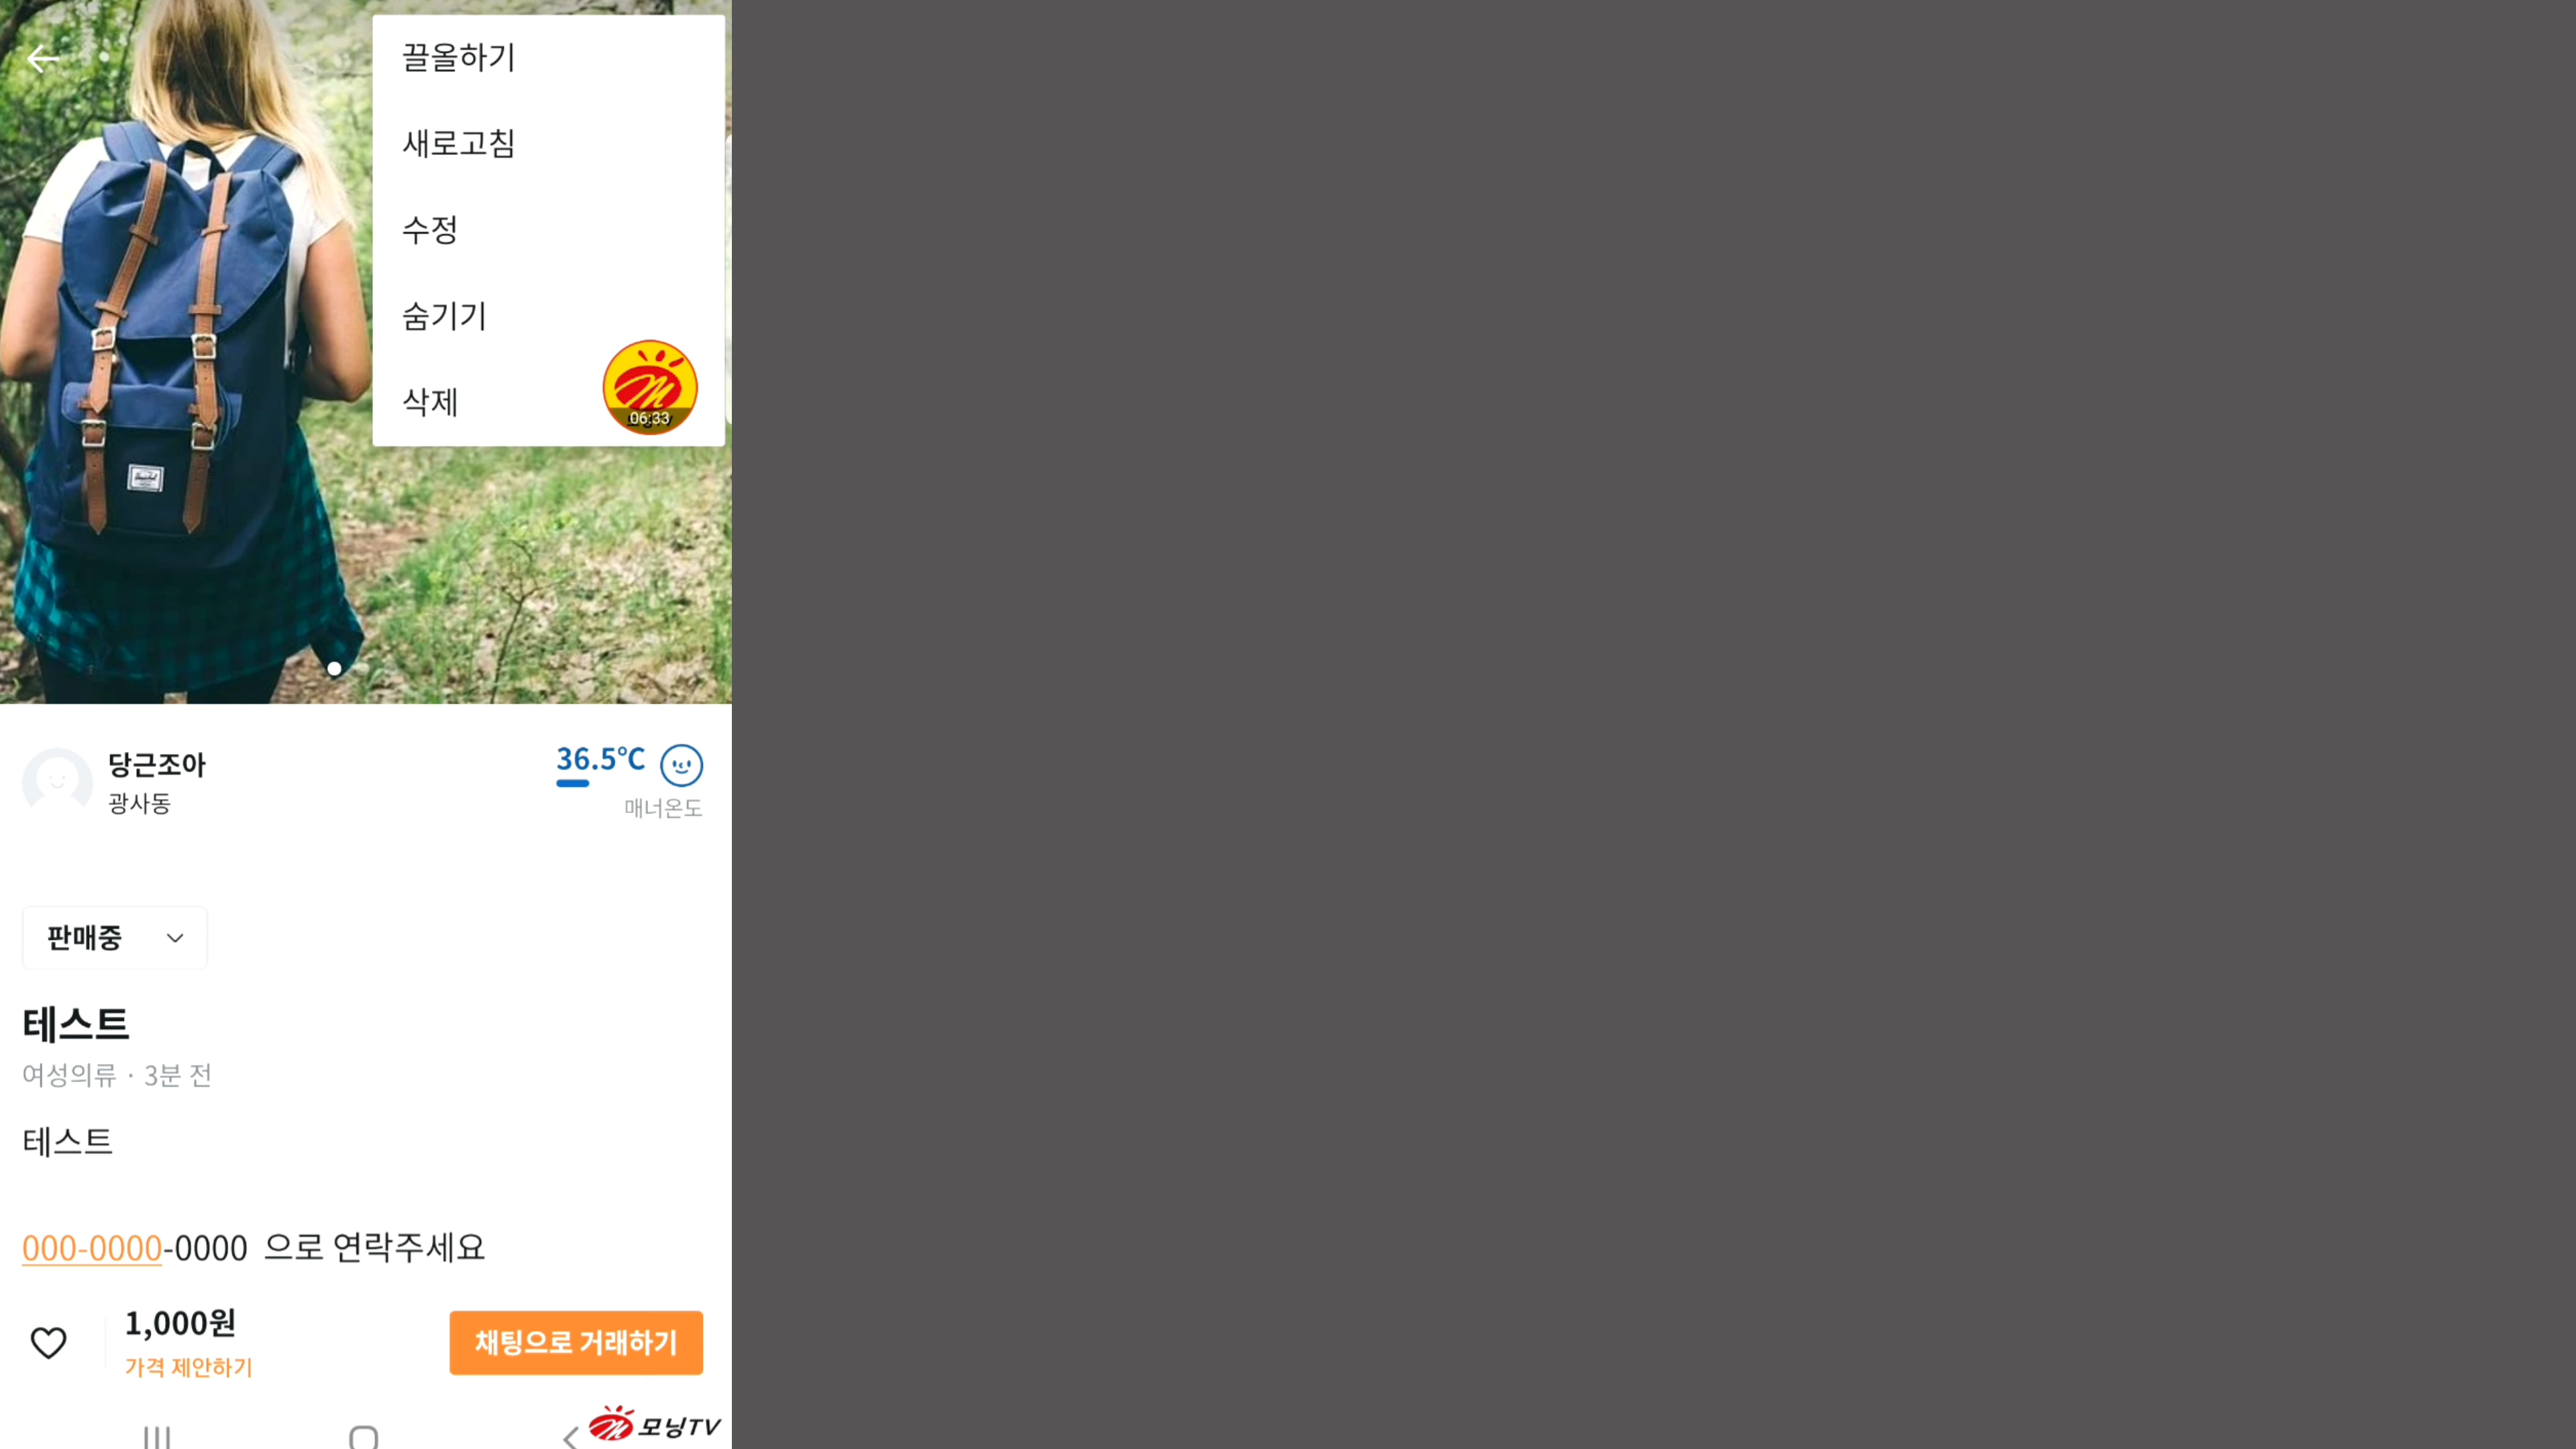 끌올하기
새로고침
수정
숨기기
삭제
06:33
당근조아
광사동
36.5°C
매너온도
판매중
테스트
여성의류 · 3분 전
테스트
000-0000-0000 으로 연락주세요
1,000원
가격 제안하기
채팅으로 거래하기
모닝TV